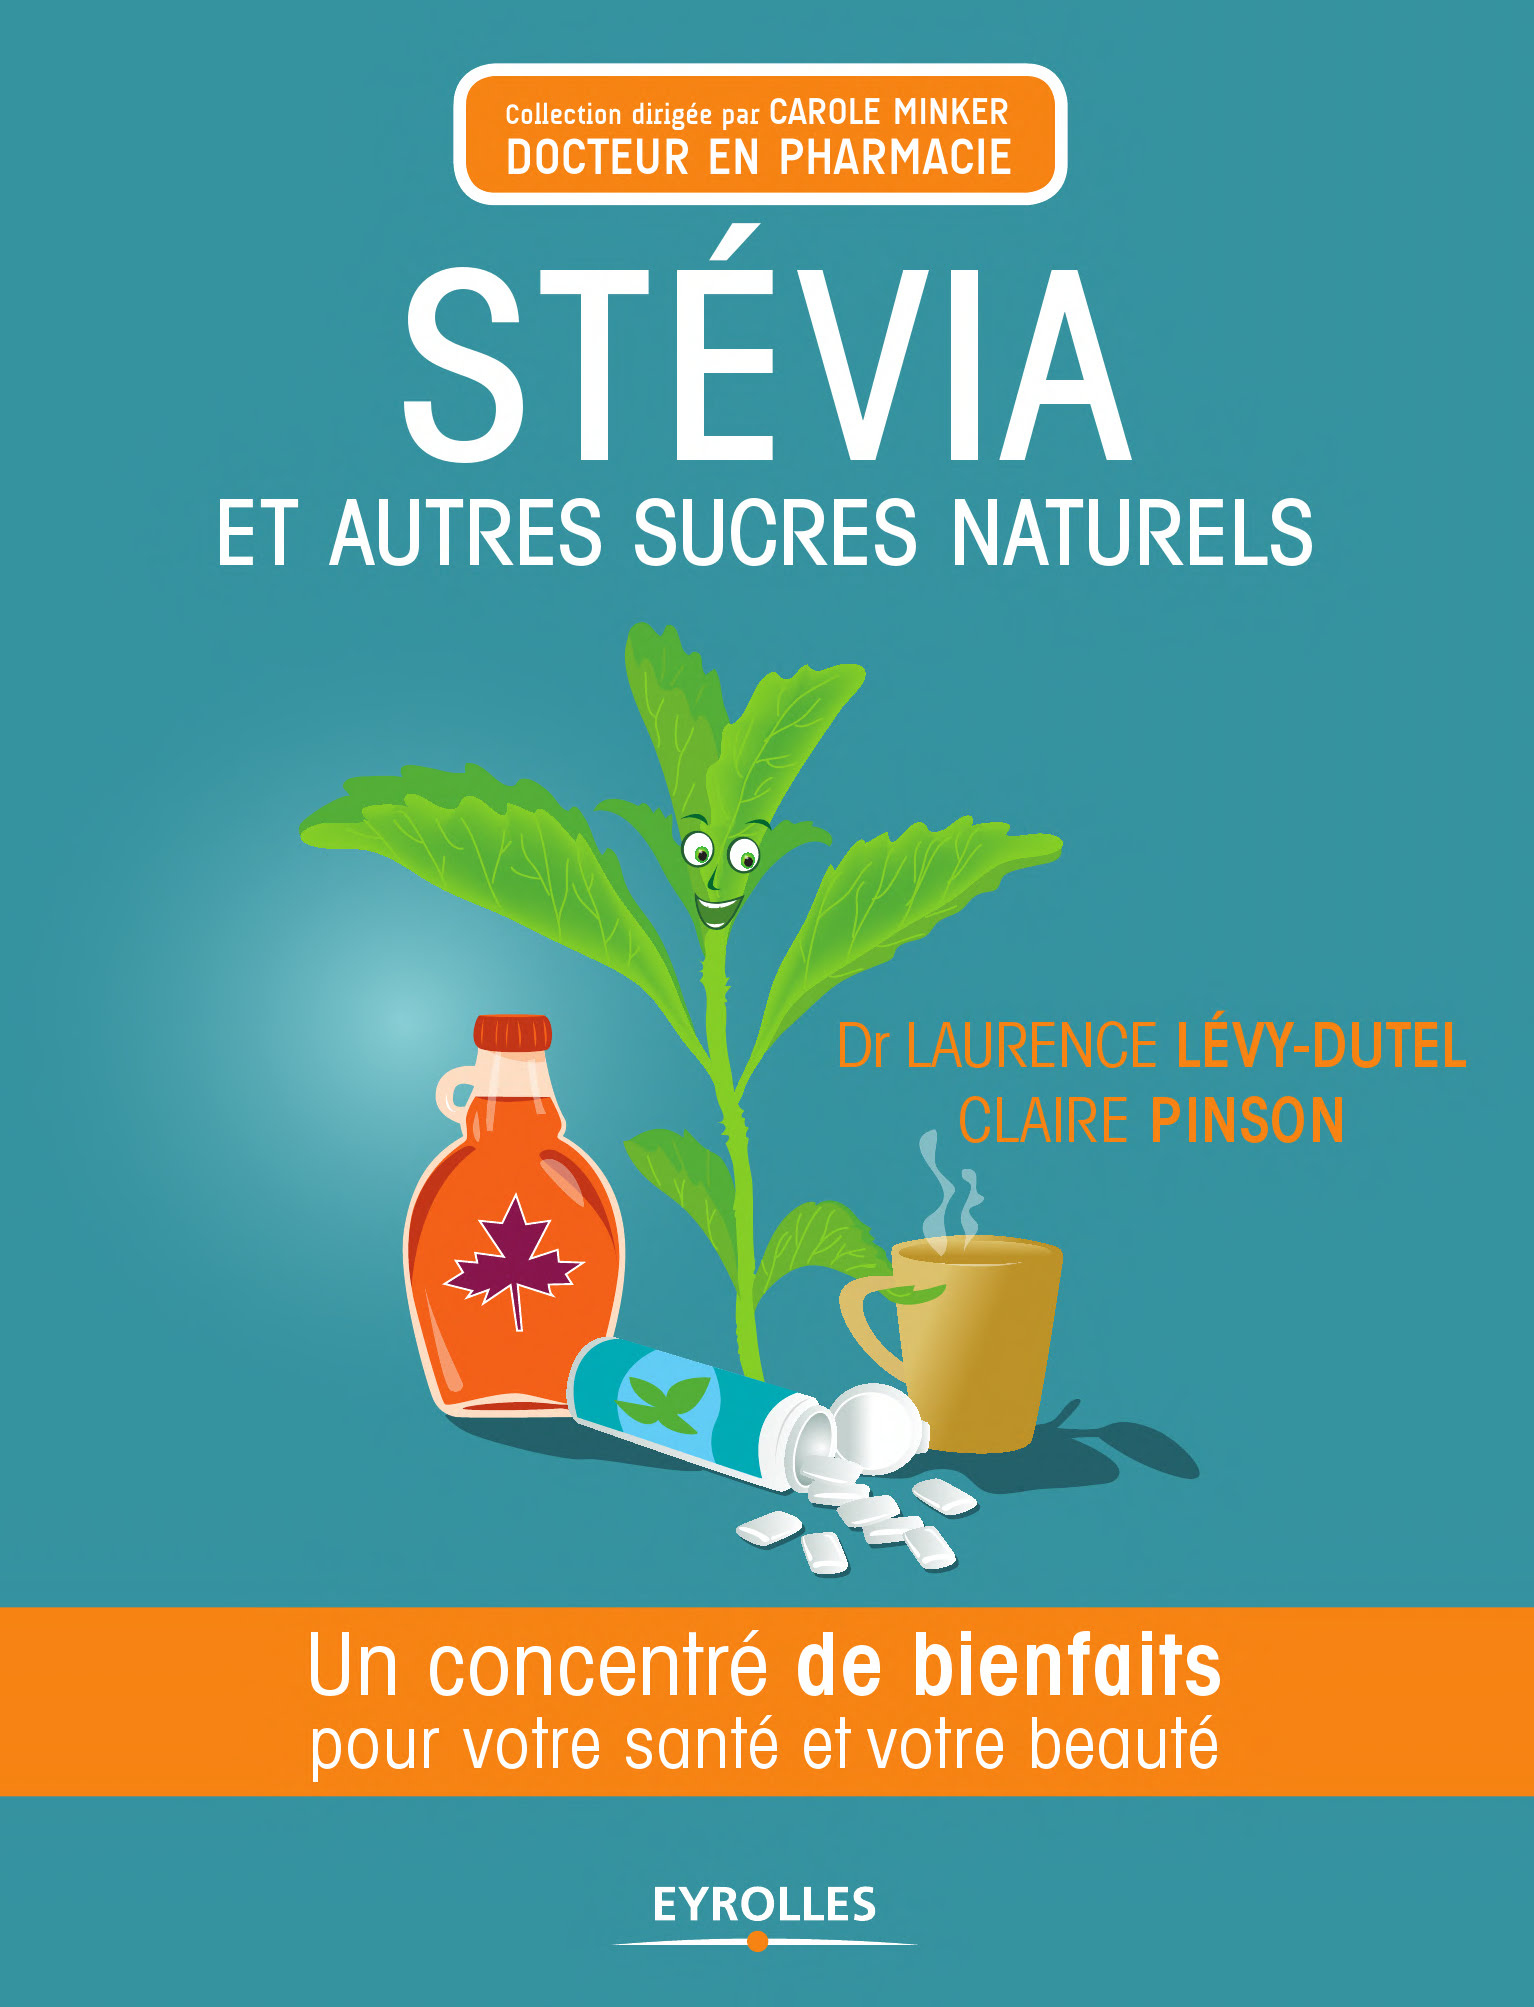 Collection dirigée par CAROLE MINKER
DOCTEUR EN PHARMACIE
STÉVIA
ET AUTRES SUCRES NATURELS
Dr LAURENCE LÉVY-DUTEL
CLAIRE PINSON
Un concentré de bienfaits
pour votre santé et votre beauté
EYROLLES